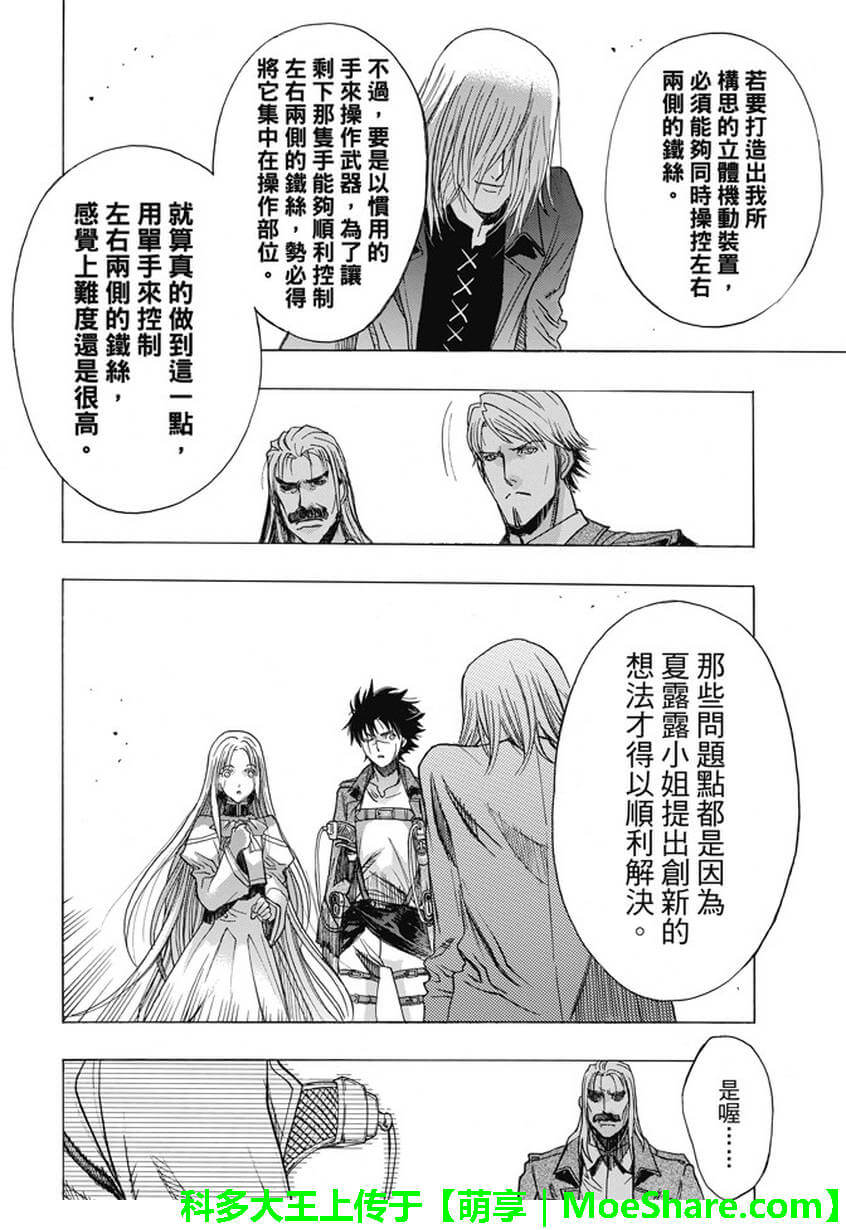 若要打造出我所
構思的立體機動裝置，
必須能夠同時操控左右
兩側的鐵絲。
不過，要是以慣用的
手來操作武器，為了讓
剩下那隻手能夠順利控制
左右兩側的鐵絲，勢必得
將它集中在操作部位。
就算真的做到這一點，
用單手來控制
左右兩側的鐵絲，
感覺上難度還是很高。
那些問題點都是因為
夏露露小姐提出創新的
想法才得以順利解決。
是喔……
科多大王上传于【萌享｜MoeShare.com】